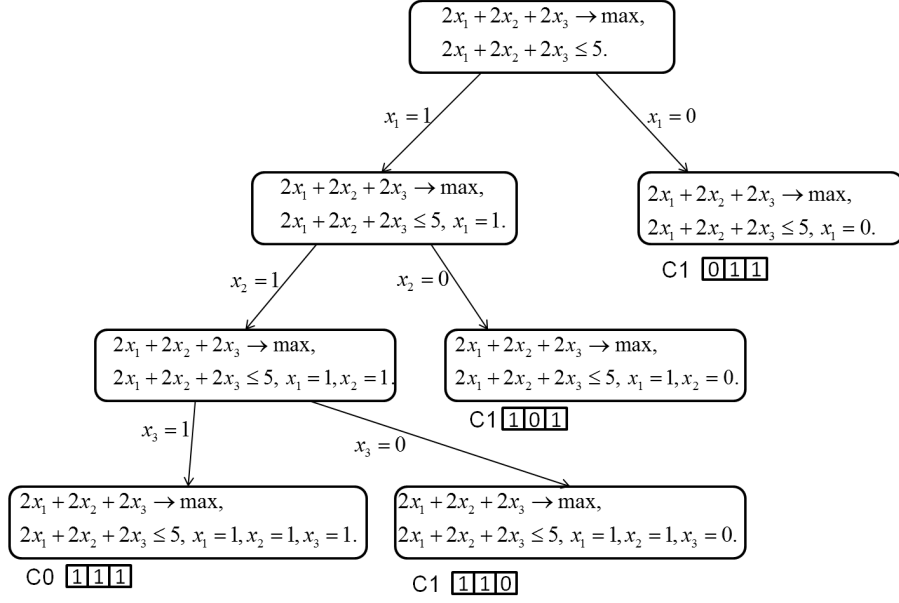 2x₁ + 2x₂ + 2x₃ → max,
2x₁ + 2x₂ + 2x₃ ≤ 5.
x₁ = 1
x₁ = 0
2x₁ + 2x₂ + 2x₃ → max,
2x₁ + 2x₂ + 2x₃ ≤ 5, x₁ = 1.
2x₁ + 2x₂ + 2x₃ → max,
2x₁ + 2x₂ + 2x₃ ≤ 5, x₁ = 0.
C1 0 1 1
x₂ = 1
x₂ = 0
2x₁ + 2x₂ + 2x₃ → max,
2x₁ + 2x₂ + 2x₃ ≤ 5, x₁ = 1, x₂ = 1.
2x₁ + 2x₂ + 2x₃ → max,
2x₁ + 2x₂ + 2x₃ ≤ 5, x₁ = 1, x₂ = 0.
C1 1 0 1
x₃ = 1
x₃ = 0
2x₁ + 2x₂ + 2x₃ → max,
2x₁ + 2x₂ + 2x₃ ≤ 5, x₁ = 1, x₂ = 1, x₃ = 1.
C0 1 1 1
2x₁ + 2x₂ + 2x₃ → max,
2x₁ + 2x₂ + 2x₃ ≤ 5, x₁ = 1, x₂ = 1, x₃ = 0.
C1 1 1 0